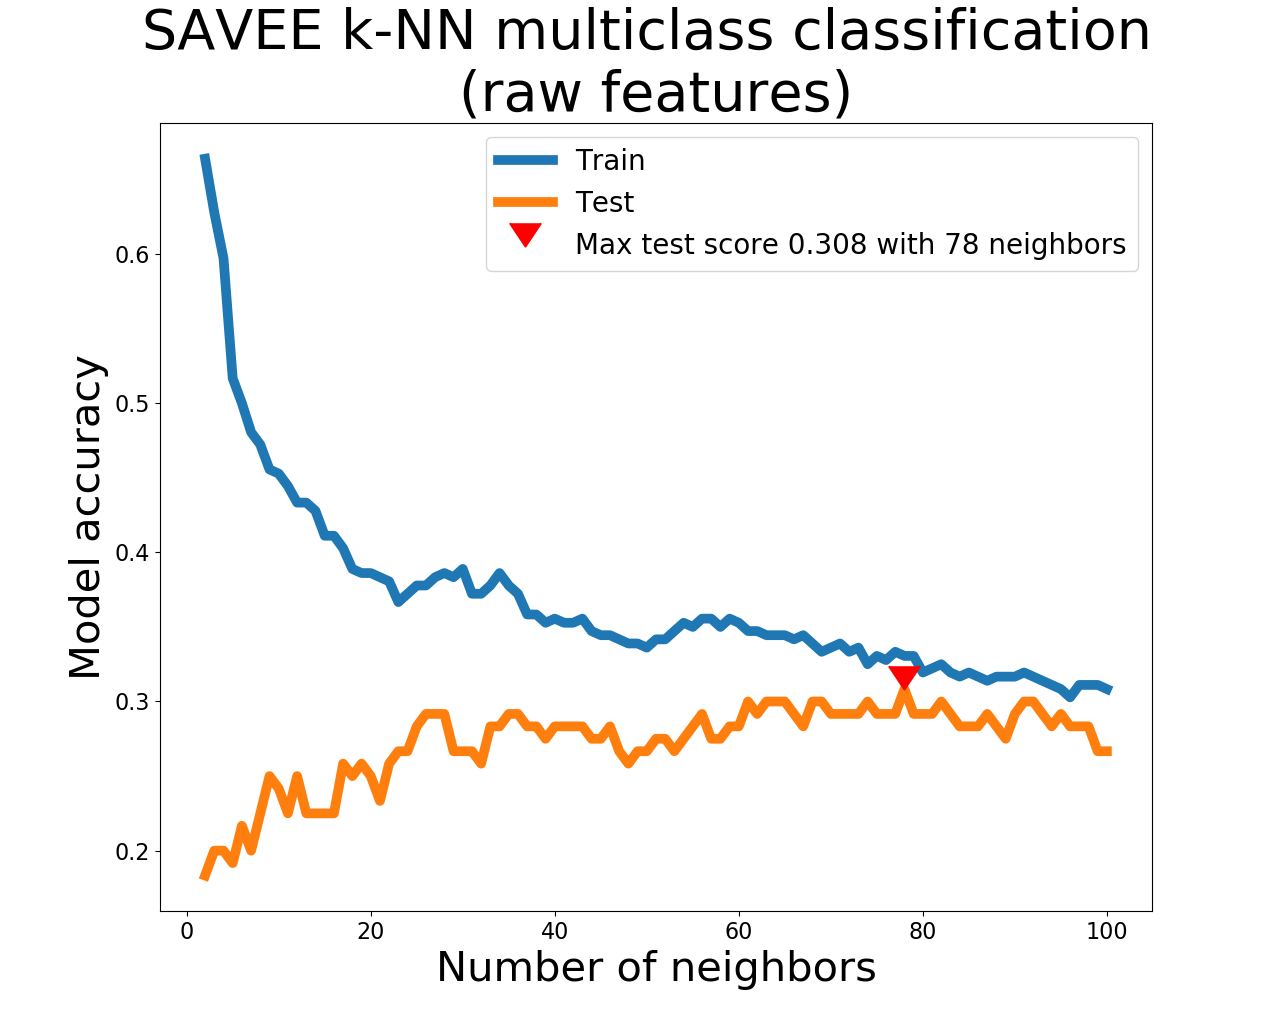 SAVEE k-NN multiclass classification
(raw features)
Train
Test
Max test score 0.308 with 78 neighbors
Model accuracy
0.6
0.5
0.4
0.3
0.2
0 20 40 60 80 100
Number of neighbors